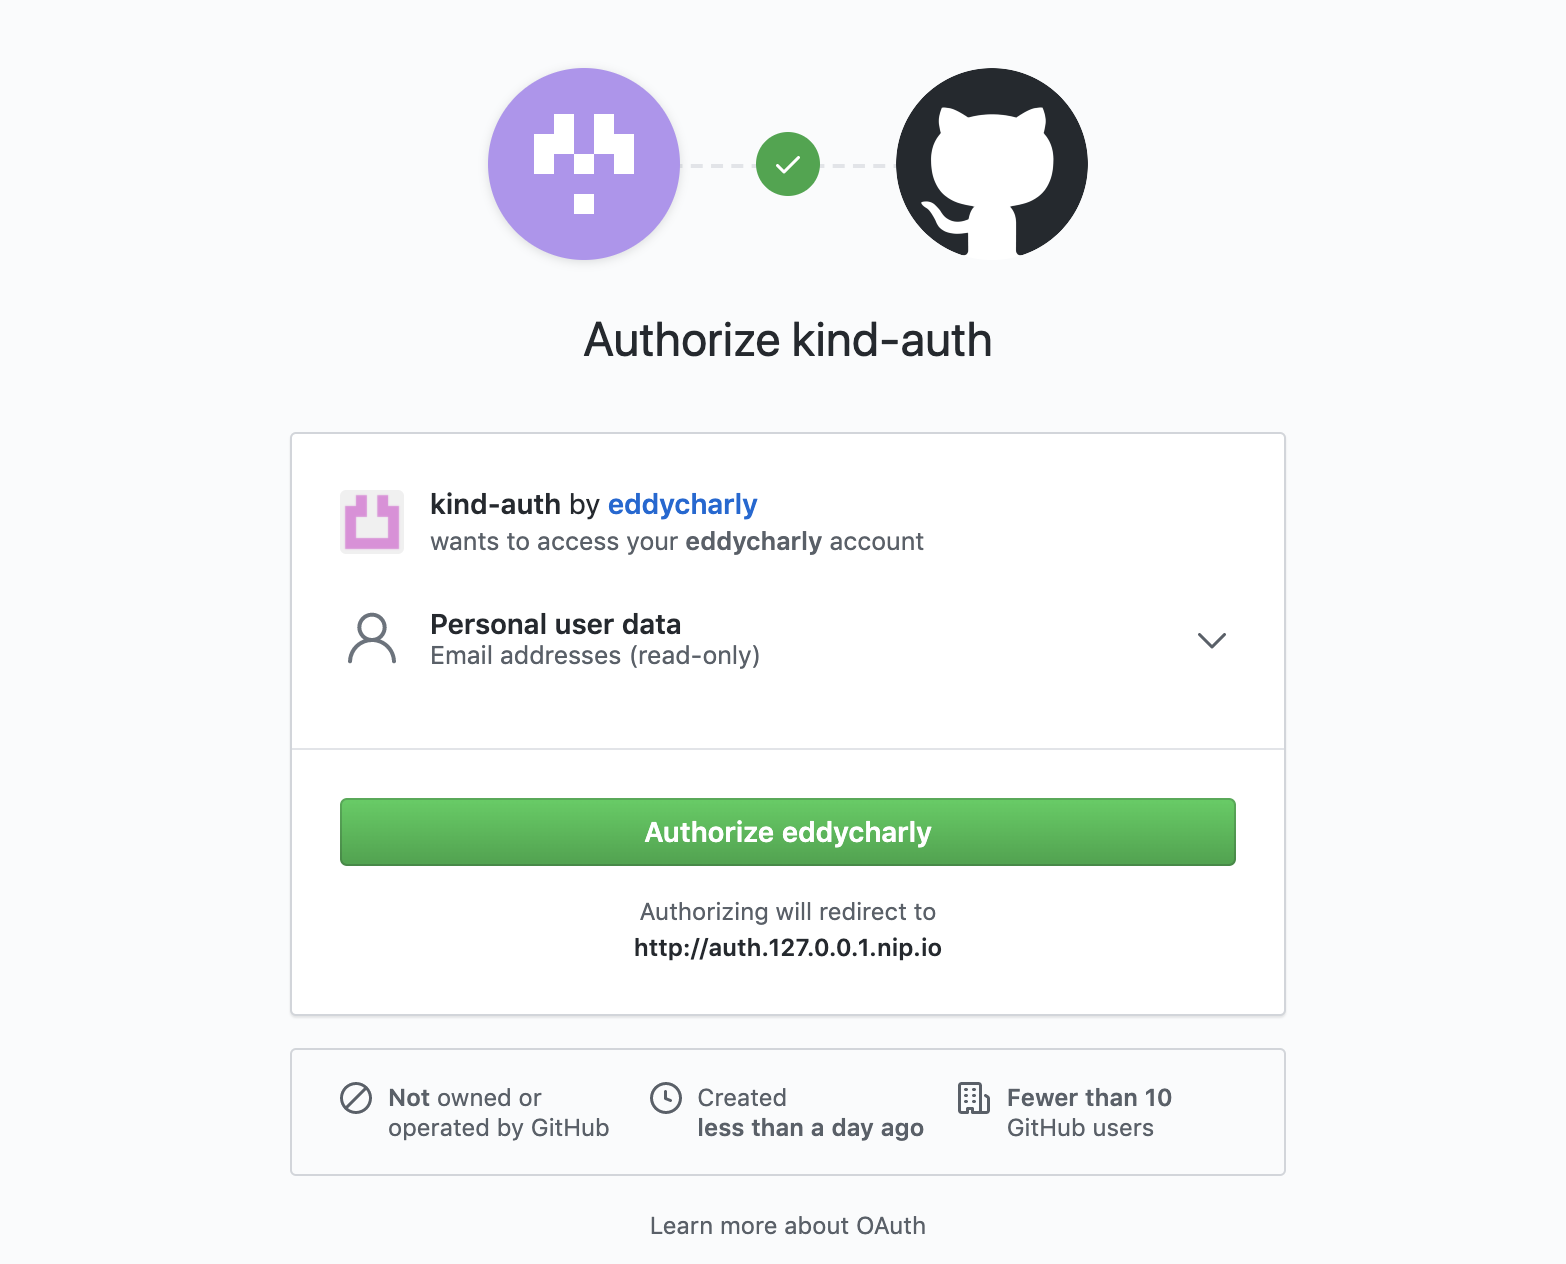 Authorize kind-auth
kind-auth by eddycharly
wants to access your eddycharly account
Personal user data
Email addresses (read-only)
Authorize eddycharly
Authorizing will redirect to
http://auth.127.0.0.1.nip.io
Not owned or
operated by GitHub
Created
less than a day ago
Fewer than 10
GitHub users
Learn more about OAuth